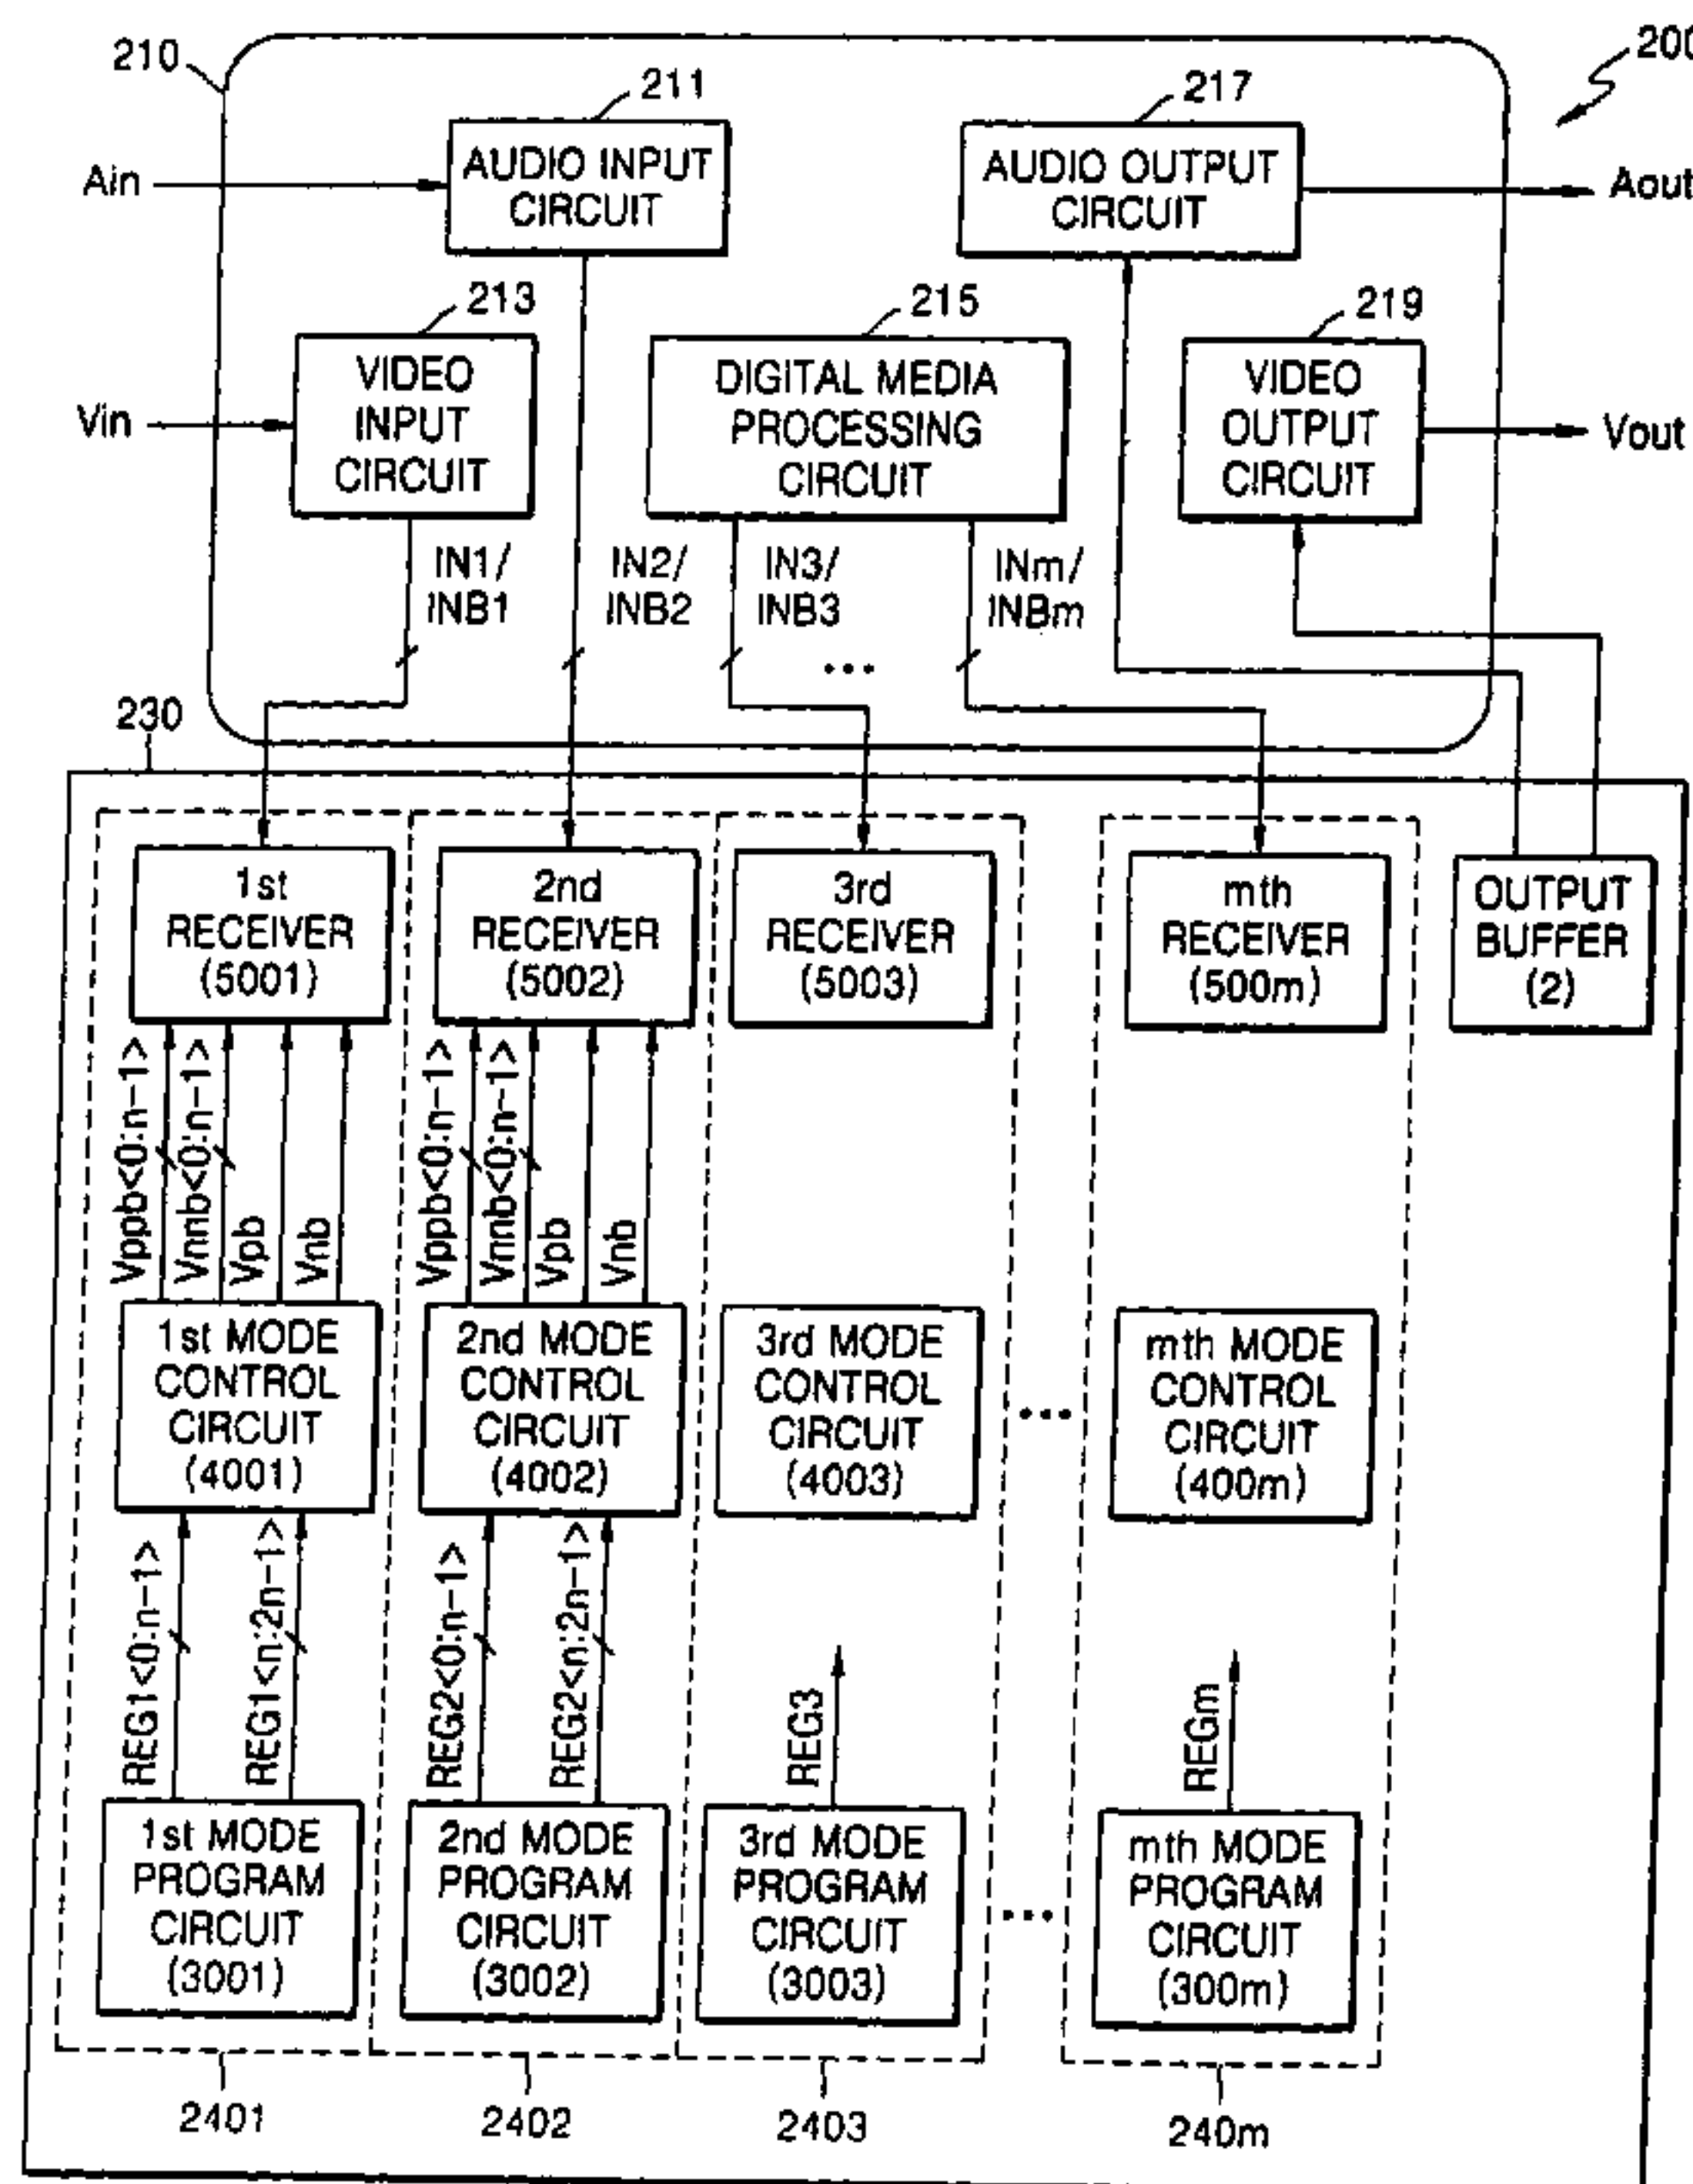 200
210
211
217
Ain
AUDIO INPUT
CIRCUIT
AUDIO OUTPUT
CIRCUIT
Aout
213
215
219
Vin
VIDEO
INPUT
CIRCUIT
DIGITAL MEDIA
PROCESSING
CIRCUIT
VIDEO
OUTPUT
CIRCUIT
Vout
IN1/
INB1
IN2/
INB2
IN3/
INB3
INm/
INBm
...
230
1st
RECEIVER
(5001)
2nd
RECEIVER
(5002)
3rd
RECEIVER
(5003)
mth
RECEIVER
(500m)
OUTPUT
BUFFER
(2)
Vppb<0:n-1>
Vnnb<0:n-1>
Vpb
Vnb
Vppb<0:n-1>
Vnnb<0:n-1>
Vpb
Vnb
1st MODE
CONTROL
CIRCUIT
(4001)
2nd MODE
CONTROL
CIRCUIT
(4002)
3rd MODE
CONTROL
CIRCUIT
(4003)
...
mth MODE
CONTROL
CIRCUIT
(400m)
REG1<0:n-1>
REG1<n:2n-1>
REG2<0:n-1>
REG2<n:2n-1>
REG3
REGm
1st MODE
PROGRAM
CIRCUIT
(3001)
2nd MODE
PROGRAM
CIRCUIT
(3002)
3rd MODE
PROGRAM
CIRCUIT
(3003)
...
mth MODE
PROGRAM
CIRCUIT
(300m)
2401
2402
2403
240m